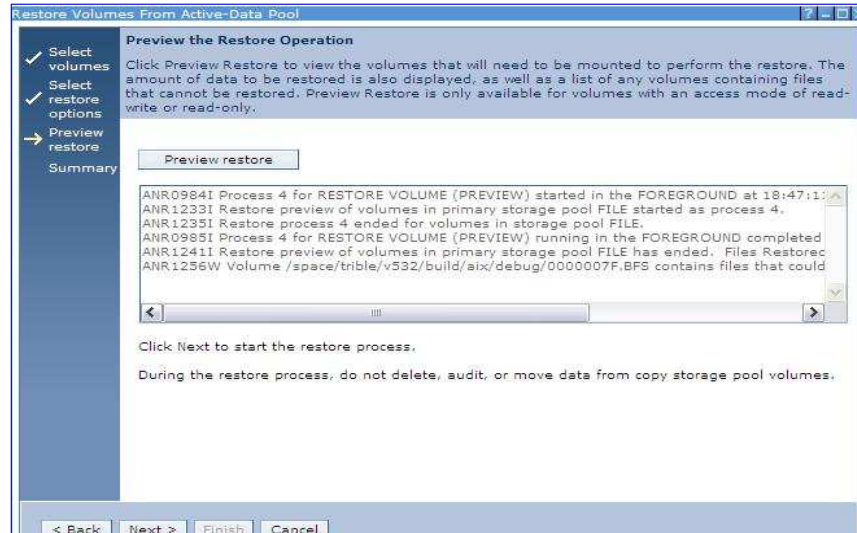 Restore Volumes From Active-Data Pool
Select
volumes
Select
restore
options
Preview
restore
Summary
Preview the Restore Operation
Click Preview Restore to view the volumes that will need to be mounted to perform the restore. The
amount of data to be restored is also displayed, as well as a list of any volumes containing files
that cannot be restored. Preview Restore is only available for volumes with an access mode of read-
write or read-only.
Preview restore
ANR0984I Process 4 for RESTORE VOLUME (PREVIEW) started in the FOREGROUND at 18:47:1
ANR1233I Restore preview of volumes in primary storage pool FILE started as process 4.
ANR1235I Restore process 4 ended for volumes in storage pool FILE.
ANR0985I Process 4 for RESTORE VOLUME (PREVIEW) running in the FOREGROUND completed
ANR1241I Restore preview of volumes in primary storage pool FILE has ended. Files Restored
ANR1256W Volume /space/trible/v532/build/aix/debug/0000007F.BFS contains files that could
Click Next to start the restore process.
During the restore process, do not delete, audit, or move data from copy storage pool volumes.
< Back Next > Finish Cancel